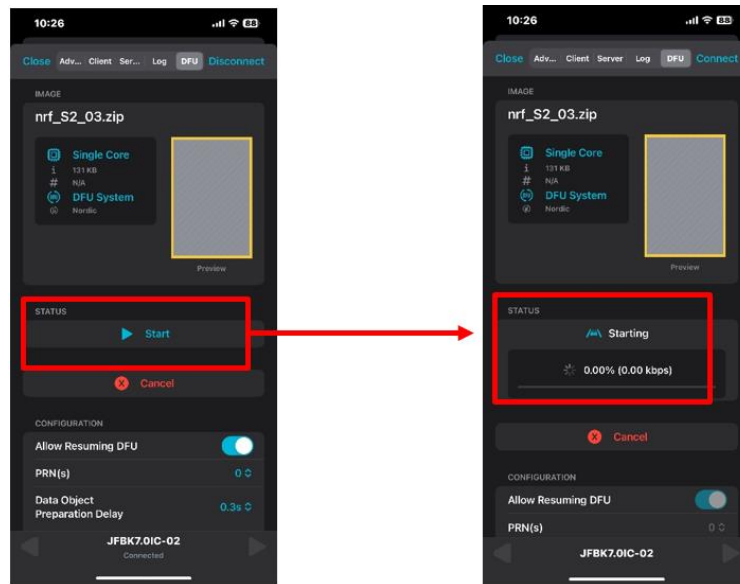 10:26
88
Close Adv... Client Ser... Log DFU Disconnect
IMAGE
nrf_S2_03.zip
Single Core
i 131 KB
# N/A
DFU System
Nordic
Preview
STATUS
Start
X Cancel
CONFIGURATION
Allow Resuming DFU
PRN(s) 0
Data Object
Preparation Delay 0.3s
JFBK7.0IC-02
Connected
10:26
88
Close Adv... Client Server Log DFU Connect
IMAGE
nrf_S2_03.zip
Single Core
i 131 KB
# N/A
DFU System
Nordic
Preview
STATUS
Starting
0.00% (0.00 kbps)
X Cancel
CONFIGURATION
Allow Resuming DFU
PRN(s) 0
JFBK7.0IC-02